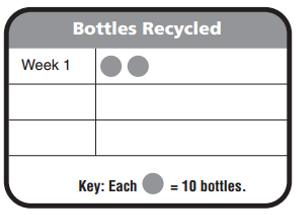 Bottles Recycled
Week 1
Key: Each = 10 bottles.